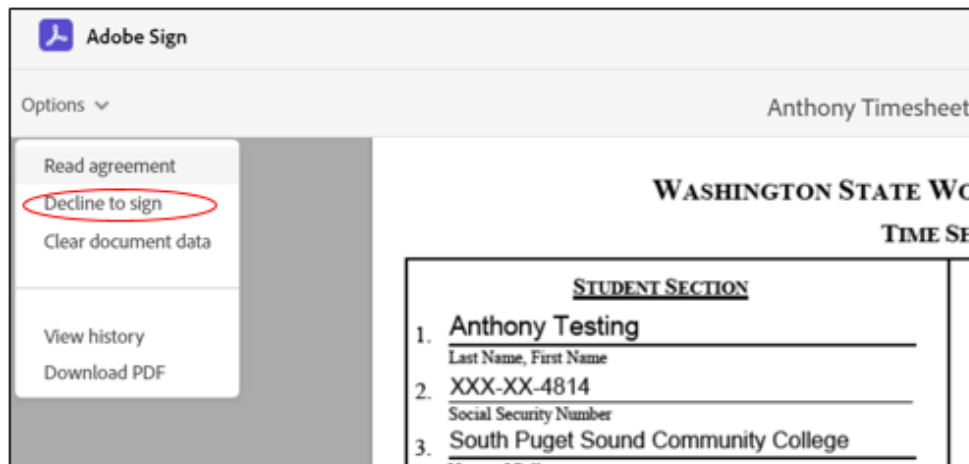 Adobe Sign
Options
Anthony Timesheet
Read agreement
Decline to sign
Clear document data
View history
Download PDF
WASHINGTON STATE
TIME
STUDENT SECTION
1. Anthony Testing
Last Name, First Name
2. XXX-XX-4814
Social Security Number
3. South Puget Sound Community College